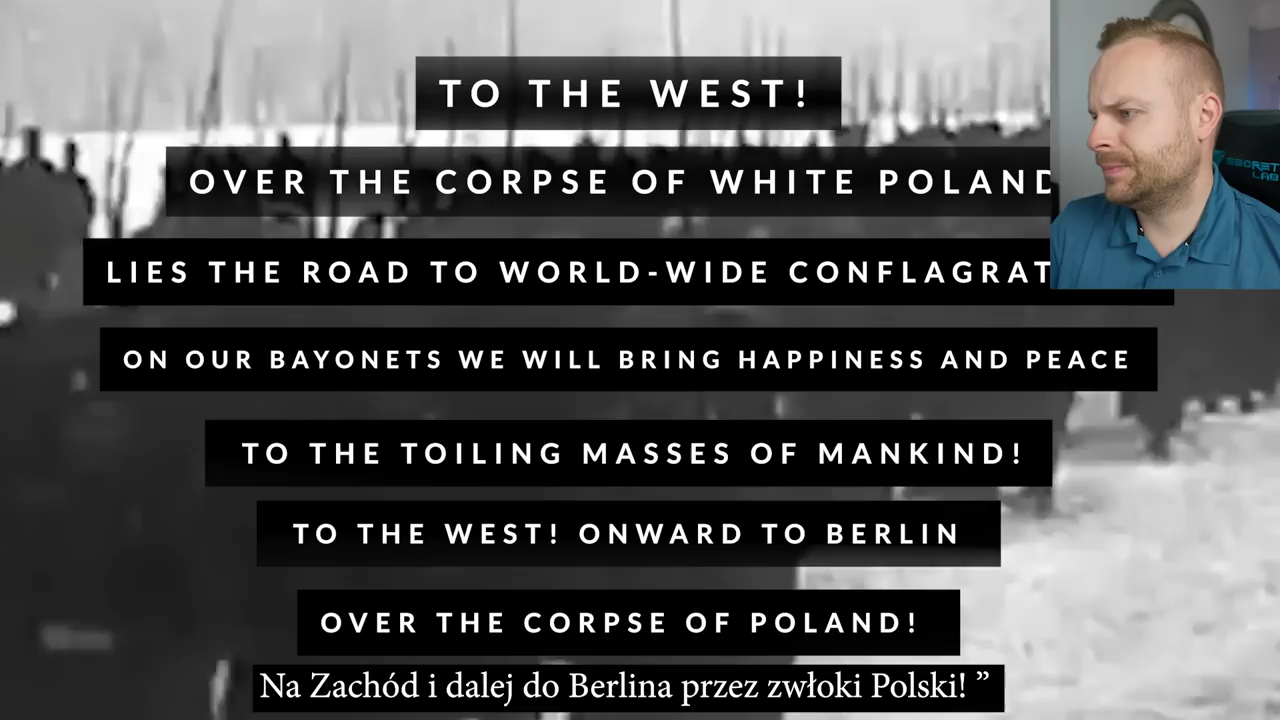 TO THE WEST!
OVER THE CORPSE OF WHITE POLAND
LIES THE ROAD TO WORLD-WIDE CONFLAGRAT
ON OUR BAYONETS WE WILL BRING HAPPINESS AND PEACE
TO THE TOILING MASSES OF MANKIND!
TO THE WEST! ONWARD TO BERLIN
OVER THE CORPSE OF POLAND!
Na Zachód i dalej do Berlina przez zwłoki Polski! ”
SECRET
LAB